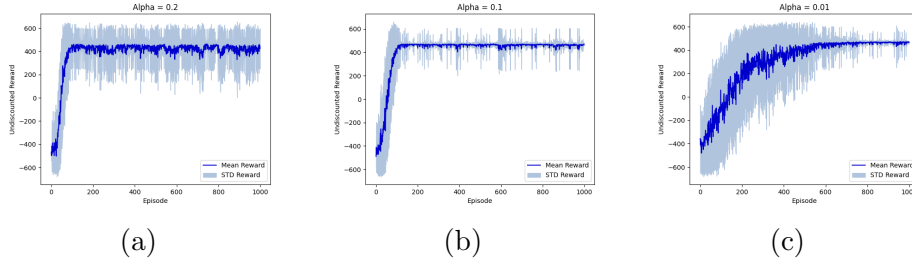 Alpha = 0.2
Undiscounted Reward
600
400
200
0
−200
−400
−600
0 200 400 600 800 1000
Episode
Mean Reward
STD Reward
(a)
Alpha = 0.1
Undiscounted Reward
600
400
200
0
−200
−400
−600
0 200 400 600 800 1000
Episode
Mean Reward
STD Reward
(b)
Alpha = 0.01
Undiscounted Reward
600
400
200
0
−200
−400
−600
0 200 400 600 800 1000
Episode
Mean Reward
STD Reward
(c)